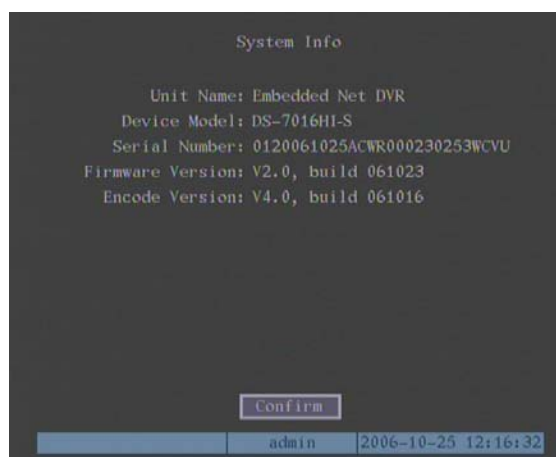 System Info
Unit Name: Embedded Net DVR
Device Model: DS-7016HI-S
Serial Number: 0120061025ACWR000230253WCVU
Firmware Version: V2.0, build 061023
Encode Version: V4.0, build 061016
Confirm
admin 2006-10-25 12:16:32